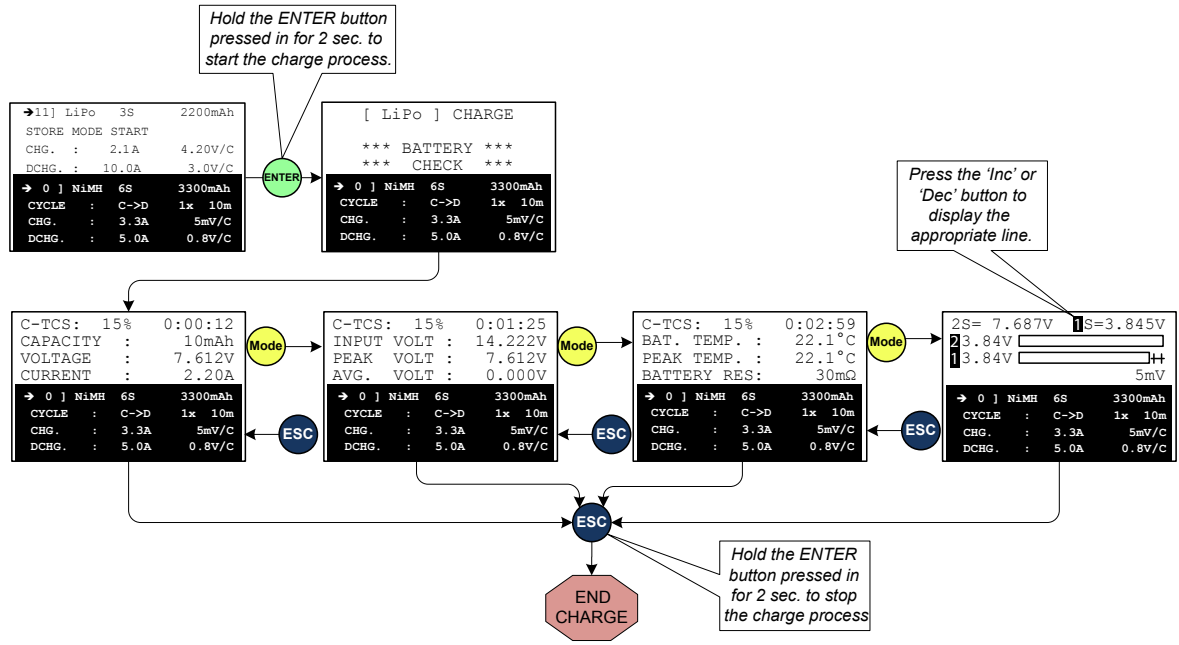 Hold the ENTER button
pressed in for 2 sec. to
start the charge process.
➔11] LiPo 3S 2200mAh
STORE MODE START
CHG. : 2.1A 4.20V/C
DCHG. : 10.0A 3.0V/C
➔ 0 ] NiMH 6S 3300mAh
CYCLE : C->D 1x 10m
CHG. : 3.3A 5mV/C
DCHG. : 5.0A 0.8V/C
ENTER
[ LiPo ] CHARGE
*** BATTERY ***
*** CHECK ***
➔ 0 ] NiMH 6S 3300mAh
CYCLE : C->D 1x 10m
CHG. : 3.3A 5mV/C
DCHG. : 5.0A 0.8V/C
Press the ‘Inc’ or
‘Dec’ button to
display the
appropriate line.
C-TCS: 15% 0:00:12
CAPACITY : 10mAh
VOLTAGE : 7.612V
CURRENT : 2.20A
➔ 0 ] NiMH 6S 3300mAh
CYCLE : C->D 1x 10m
CHG. : 3.3A 5mV/C
DCHG. : 5.0A 0.8V/C
Mode
ESC
C-TCS: 15% 0:01:25
INPUT VOLT : 14.222V
PEAK VOLT : 7.612V
AVG. VOLT : 0.000V
➔ 0 ] NiMH 6S 3300mAh
CYCLE : C->D 1x 10m
CHG. : 3.3A 5mV/C
DCHG. : 5.0A 0.8V/C
Mode
ESC
C-TCS: 15% 0:02:59
BAT. TEMP. : 22.1°C
PEAK TEMP. : 22.1°C
BATTERY RES: 30mΩ
➔ 0 ] NiMH 6S 3300mAh
CYCLE : C->D 1x 10m
CHG. : 3.3A 5mV/C
DCHG. : 5.0A 0.8V/C
Mode
ESC
2S= 7.687V 1S=3.845V
2 3.84V
1 3.84V
5mV
➔ 0 ] NiMH 6S 3300mAh
CYCLE : C->D 1x 10m
CHG. : 3.3A 5mV/C
DCHG. : 5.0A 0.8V/C
ESC
Hold the ENTER
button pressed in
for 2 sec. to stop
the charge process
END
CHARGE